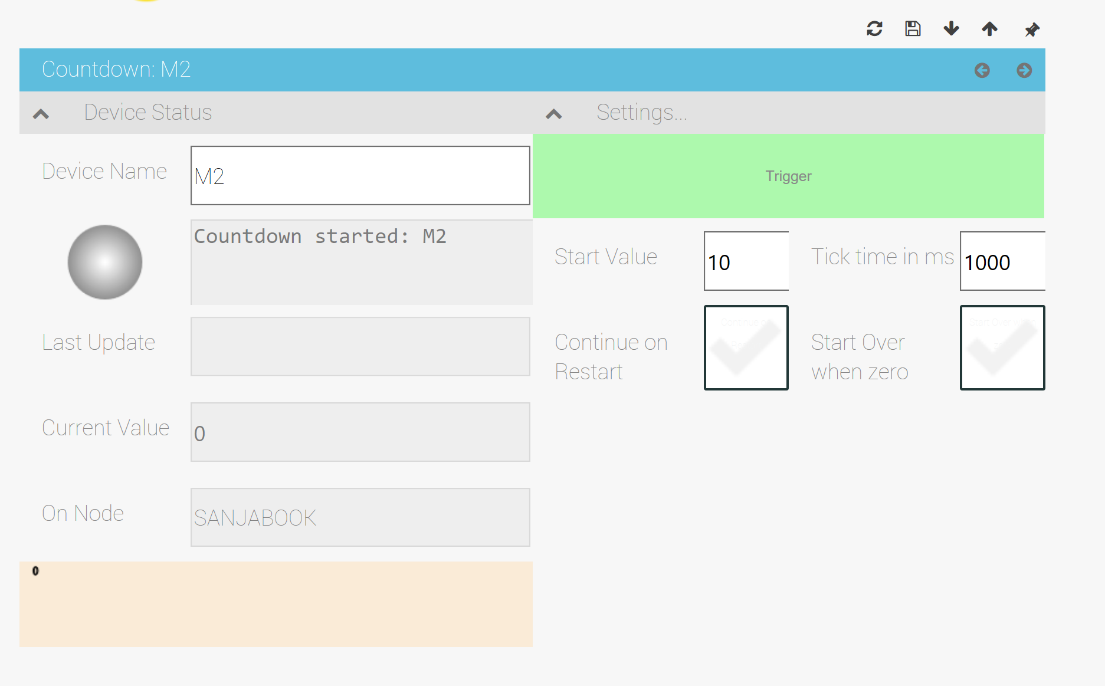 Countdown: M2
Device Status
Settings...
Device Name
M2
Trigger
Countdown started: M2
Start Value
10
Tick time in ms
1000
Last Update
Continue on
Restart
Start Over
when zero
Current Value
0
On Node
SANJABOOK
0